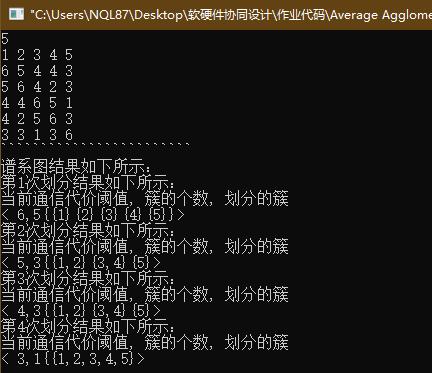 "C:\Users\NQL87\Desktop\软硬件协同设计\作业代码\Average Agglome
5
1 2 3 4 5
6 5 4 4 3
5 6 4 2 3
4 4 6 5 1
4 2 5 6 3
3 3 1 3 6
~~~~~~~~~~~~~~~~~~~~~~~~
谱系图结果如下所示:
第1次划分结果如下所示:
当前通信代价阈值, 簇的个数, 划分的簇
< 6,5{{1}{2}{3}{4}{5}}>
第2次划分结果如下所示:
当前通信代价阈值, 簇的个数, 划分的簇
< 5,3{{1,2}{3,4}{5}>
第3次划分结果如下所示:
当前通信代价阈值, 簇的个数, 划分的簇
< 4,3{{1,2}{3,4}{5}>
第4次划分结果如下所示:
当前通信代价阈值, 簇的个数, 划分的簇
< 3,1{{1,2,3,4,5}>